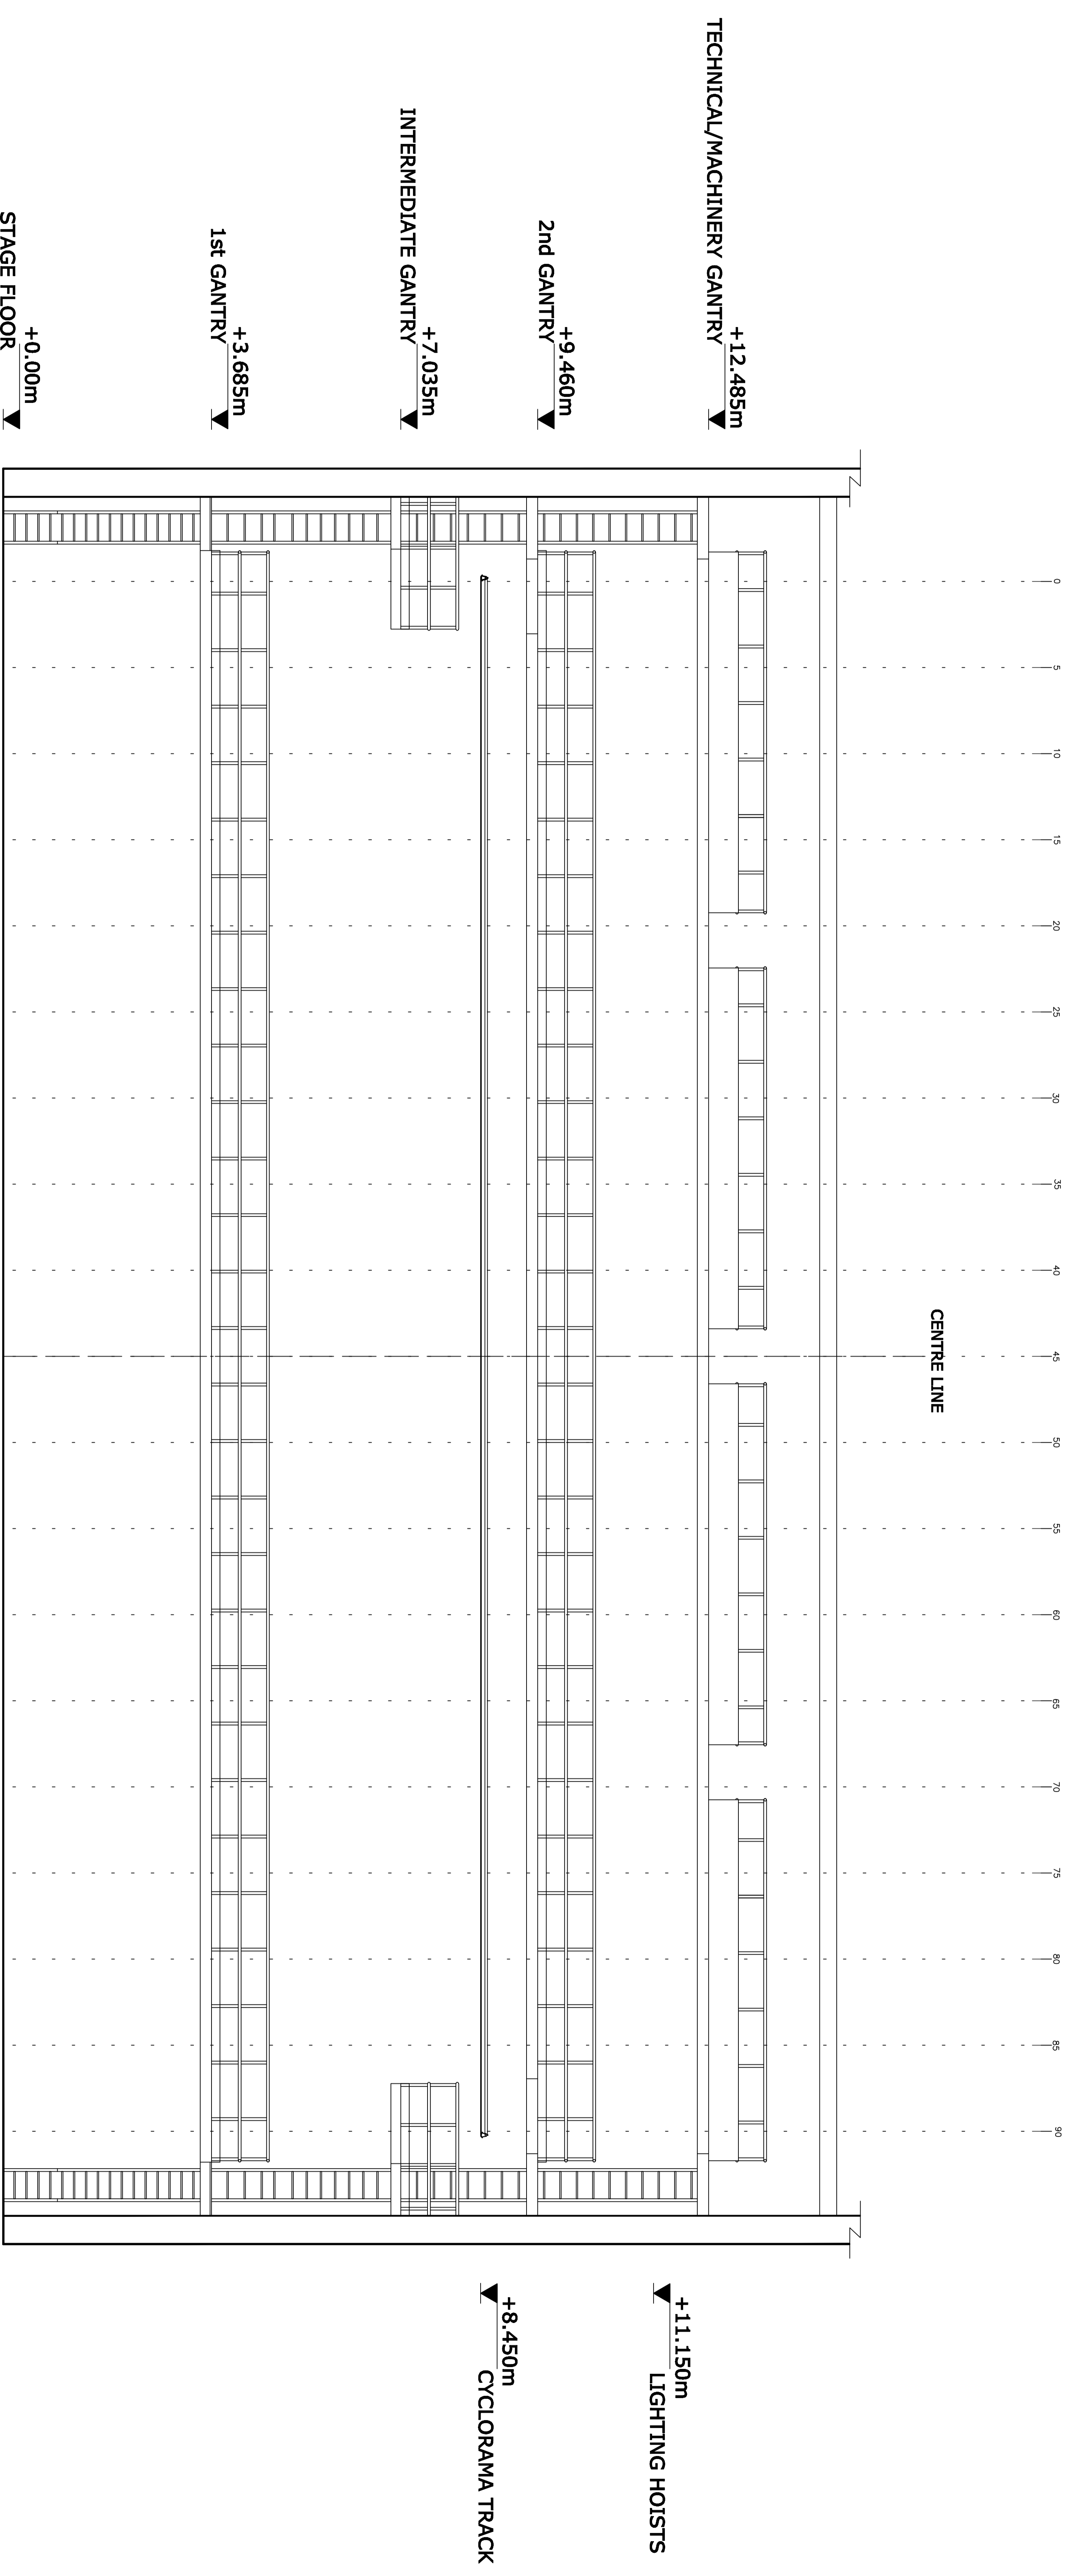 0
5
10
15
20
25
30
35
40
45
50
55
60
65
70
75
80
85
90
CENTRE LINE
+12.485m
TECHNICAL/MACHINERY GANTRY
+11.150m
LIGHTING HOISTS
+9.460m
2nd GANTRY
+8.450m
CYCLORAMA TRACK
+7.035m
INTERMEDIATE GANTRY
+3.685m
1st GANTRY
+0.00m
STAGE FLOOR